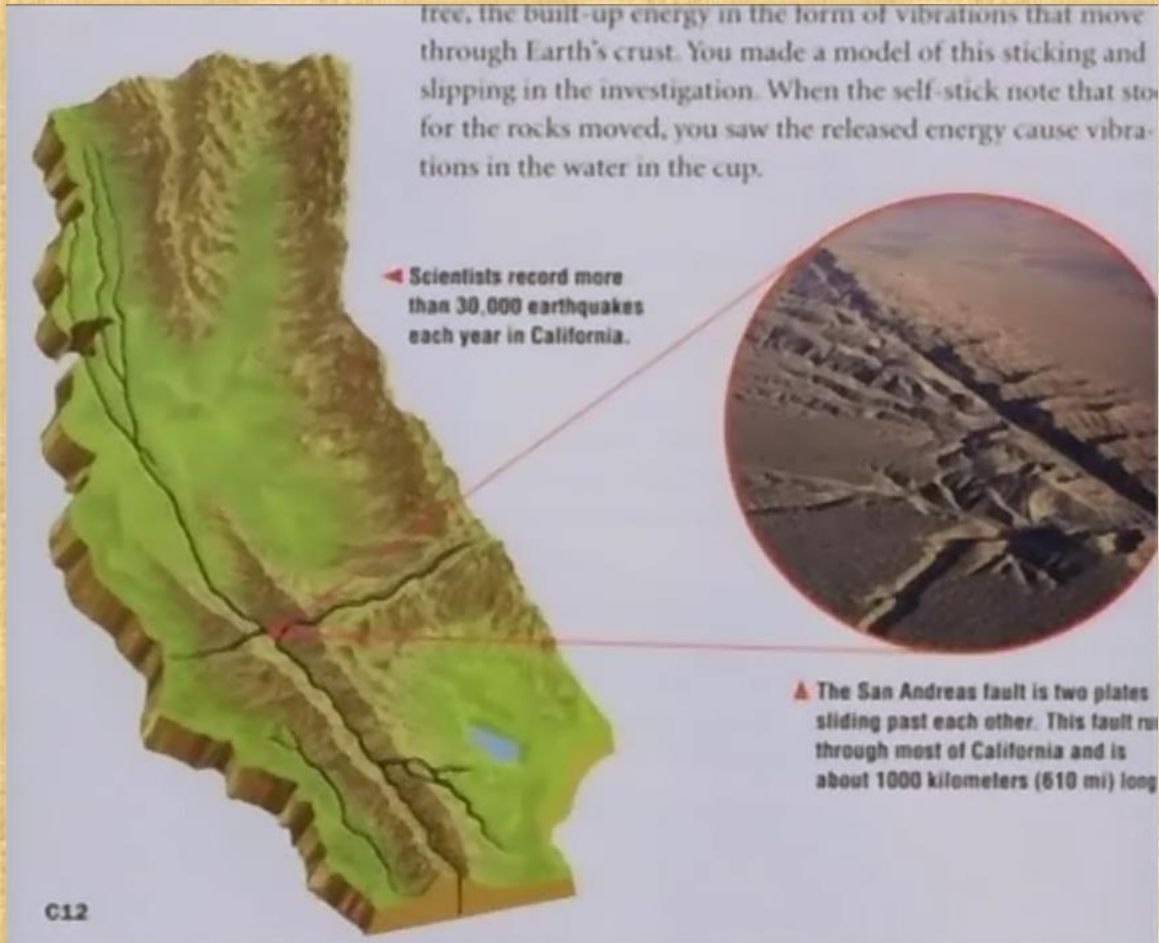 free, the built-up energy in the form of vibrations that move
through Earth's crust. You made a model of this sticking and
slipping in the investigation. When the self-stick note that sto
for the rocks moved, you saw the released energy cause vibra-
tions in the water in the cup.
Scientists record more
than 30,000 earthquakes
each year in California.
The San Andreas fault is two plates
sliding past each other. This fault ru
through most of California and is
about 1000 kilometers (610 mi) long
C12